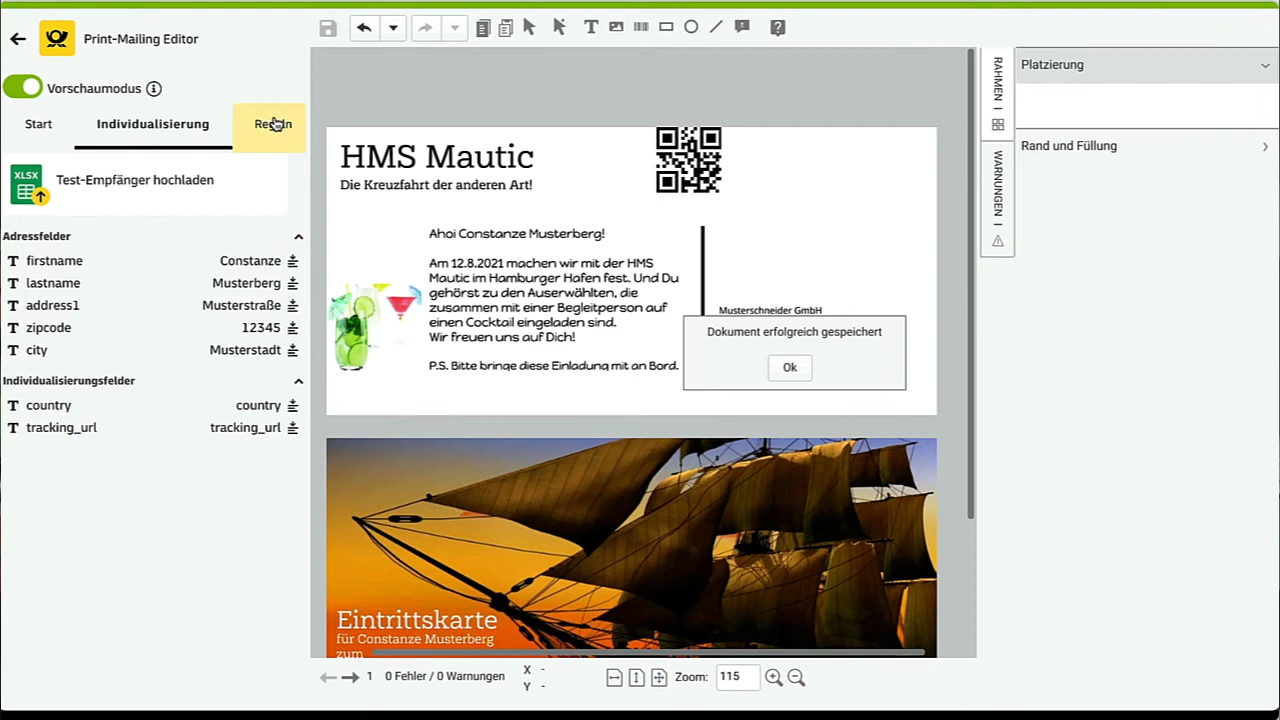 Print-Mailing Editor
Vorschaumodus
Start
Individualisierung
Regeln
XLSX
Test-Empfänger hochladen
Adressfelder
firstname Constanze
lastname Musterberg
address1 Musterstraße
zipcode 12345
city Musterstadt
Individualisierungsfelder
country country
tracking_url tracking_url
HMS Mautic
Die Kreuzfahrt der anderen Art!
Ahoi Constanze Musterberg!
Am 12.8.2021 machen wir mit der HMS
Mautic im Hamburger Hafen fest. Und Du
gehörst zu den Auserwählten, die
zusammen mit einer Begleitperson auf
einen Cocktail eingeladen sind.
Wir freuen uns auf Dich!
P.S. Bitte bringe diese Einladung mit an Bord.
Musterschneider GmbH
Dokument erfolgreich gespeichert
Ok
Eintrittskarte
für Constanze Musterberg
zum
1 0 Fehler / 0 Warnungen
X -
Y -
Zoom: 115
RAHMEN
WARNUNGEN
Platzierung
Rand und Füllung